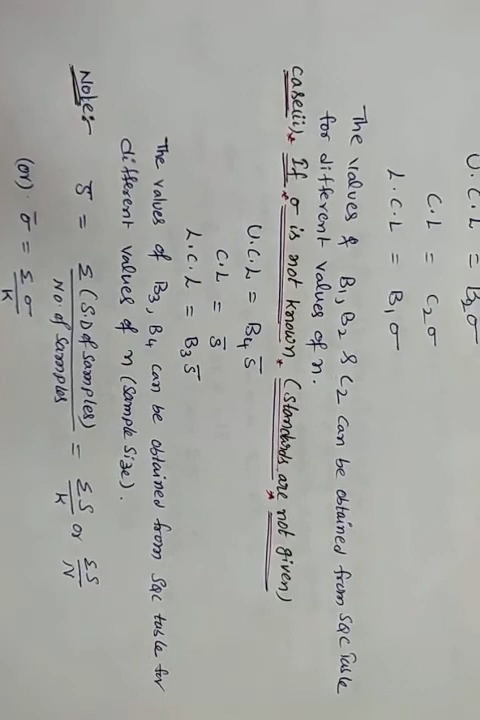 U.C.L = B₂σ
C.L = C₂σ
L.C.L = B₁σ
The values of B₁, B₂ & C₂ can be obtained from SQC Table
for different values of n.
case(ii)* If σ is not known * (Standards are not given)
U.C.L = B₄ s̄
C.L = s̄
L.C.L = B₃ s̄
The values of B₃, B₄ can be obtained from SQC table for
different values of n (Sample Size).
Note:- s̄ = Σ(SD of samples) / No. of samples = ΣS / K or ΣS / N
(or) σ̄ = Σσ / K